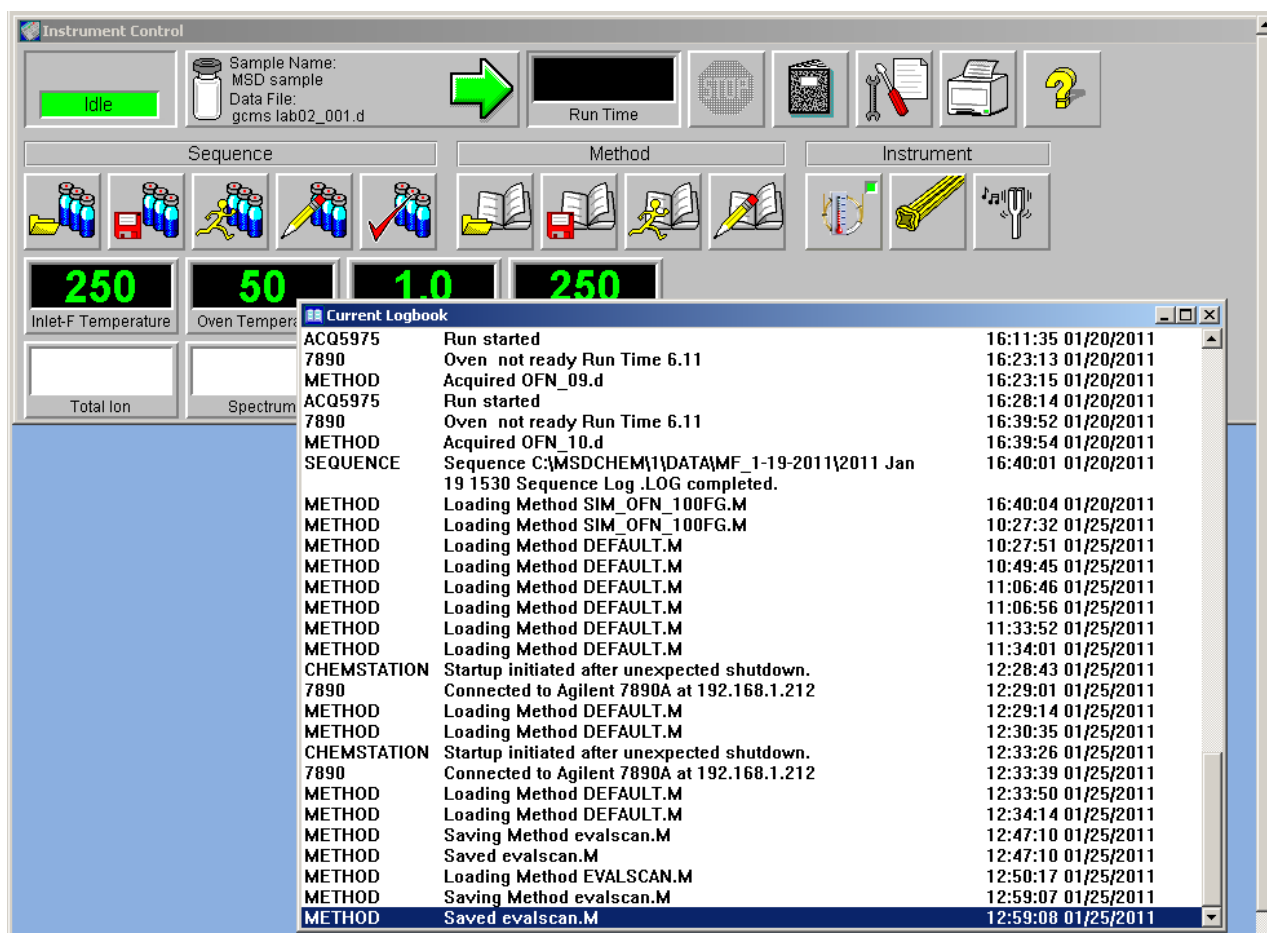 Instrument Control
Idle
Sample Name:
MSD sample
Data File:
gcms lab02_001.d
Run Time
STOP
Sequence
Method
Instrument
250
50
1.0
250
Inlet-F Temperature
Oven Tempera
Total Ion
Spectrum
Current Logbook
ACQ5975 Run started 16:11:35 01/20/2011
7890 Oven not ready Run Time 6.11 16:23:13 01/20/2011
METHOD Acquired OFN_09.d 16:23:15 01/20/2011
ACQ5975 Run started 16:28:14 01/20/2011
7890 Oven not ready Run Time 6.11 16:39:52 01/20/2011
METHOD Acquired OFN_10.d 16:39:54 01/20/2011
SEQUENCE Sequence C:\MSDCHEM\1\DATA\MF_1-19-2011\2011 Jan 16:40:01 01/20/2011
19 1530 Sequence Log .LOG completed.
METHOD Loading Method SIM_OFN_100FG.M 16:40:04 01/20/2011
METHOD Loading Method SIM_OFN_100FG.M 10:27:32 01/25/2011
METHOD Loading Method DEFAULT.M 10:27:51 01/25/2011
METHOD Loading Method DEFAULT.M 10:49:45 01/25/2011
METHOD Loading Method DEFAULT.M 11:06:46 01/25/2011
METHOD Loading Method DEFAULT.M 11:06:56 01/25/2011
METHOD Loading Method DEFAULT.M 11:33:52 01/25/2011
METHOD Loading Method DEFAULT.M 11:34:01 01/25/2011
CHEMSTATION Startup initiated after unexpected shutdown. 12:28:43 01/25/2011
7890 Connected to Agilent 7890A at 192.168.1.212 12:29:01 01/25/2011
METHOD Loading Method DEFAULT.M 12:29:14 01/25/2011
METHOD Loading Method DEFAULT.M 12:30:35 01/25/2011
CHEMSTATION Startup initiated after unexpected shutdown. 12:33:26 01/25/2011
7890 Connected to Agilent 7890A at 192.168.1.212 12:33:39 01/25/2011
METHOD Loading Method DEFAULT.M 12:33:50 01/25/2011
METHOD Loading Method DEFAULT.M 12:34:14 01/25/2011
METHOD Saving Method evalscan.M 12:47:10 01/25/2011
METHOD Saved evalscan.M 12:47:10 01/25/2011
METHOD Loading Method EVALSCAN.M 12:50:17 01/25/2011
METHOD Saving Method evalscan.M 12:59:07 01/25/2011
METHOD Saved evalscan.M 12:59:08 01/25/2011